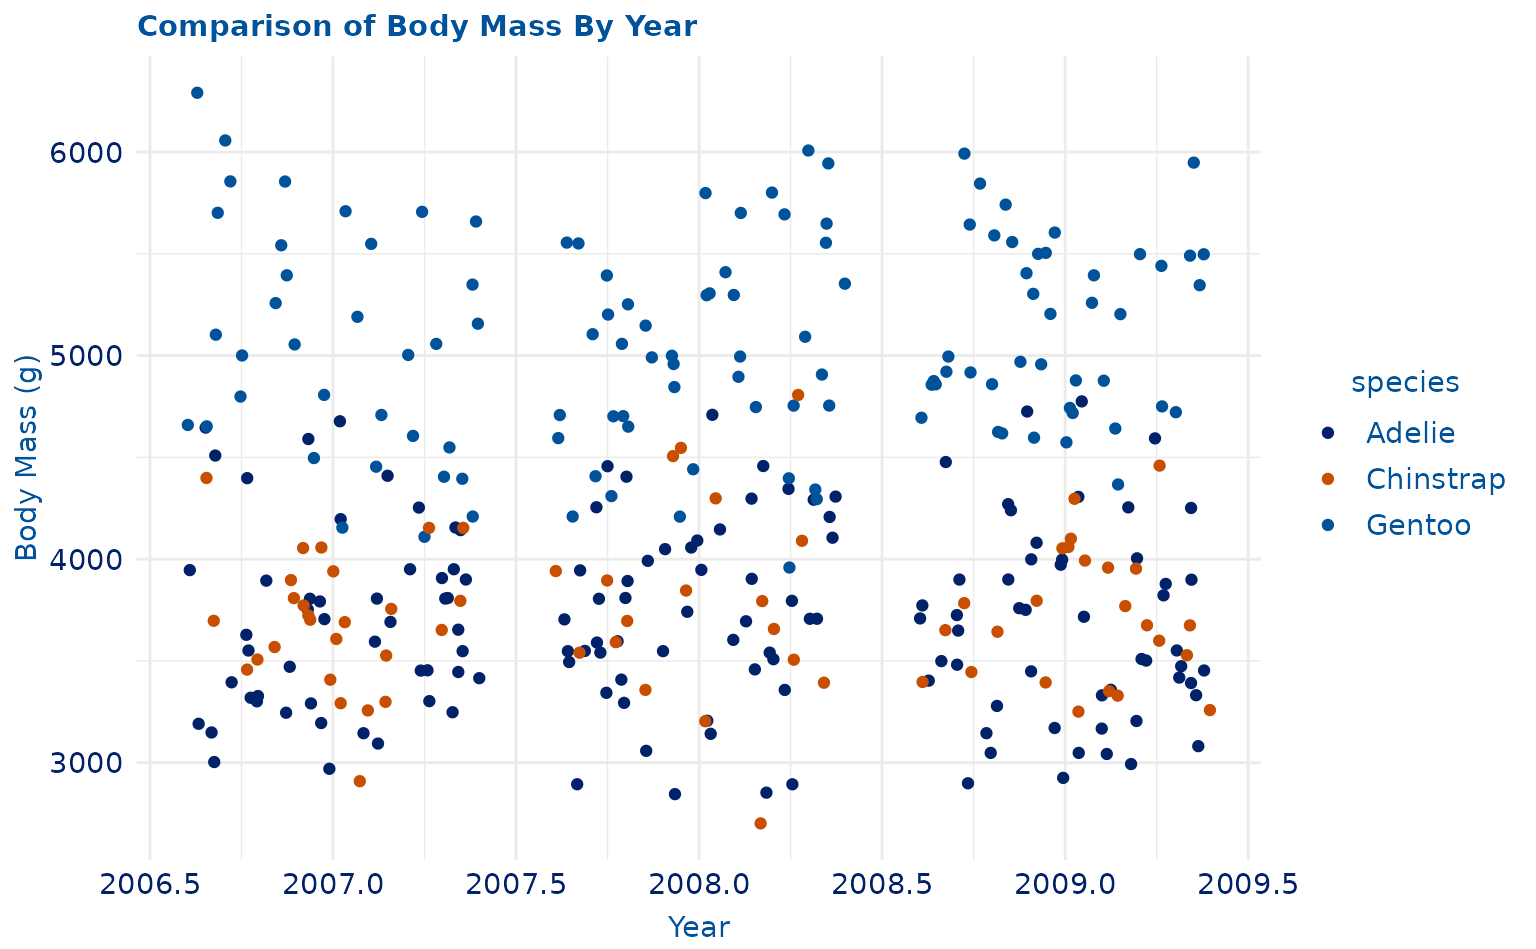 Comparison of Body Mass By Year
Body Mass (g)
6000
5000
4000
3000
2006.5 2007.0 2007.5 2008.0 2008.5 2009.0 2009.5
Year
species
Adelie
Chinstrap
Gentoo